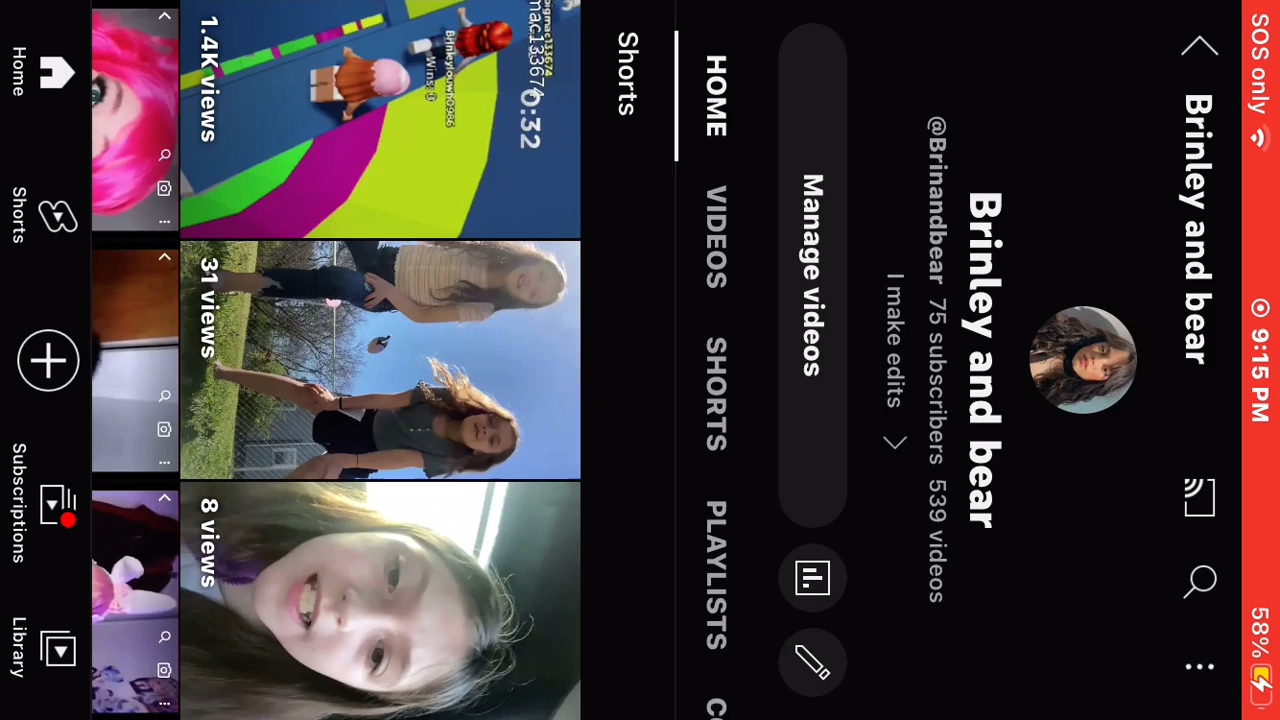 SOS only
9:15 PM
58%
Brinley and bear
Brinley and bear
@Brinandbear 75 subscribers 539 videos
I make edits
Manage videos
HOME VIDEOS SHORTS PLAYLISTS
Shorts
0:32
Wins:
1.4K views
31 views
8 views
Home
Shorts
Subscriptions
Library